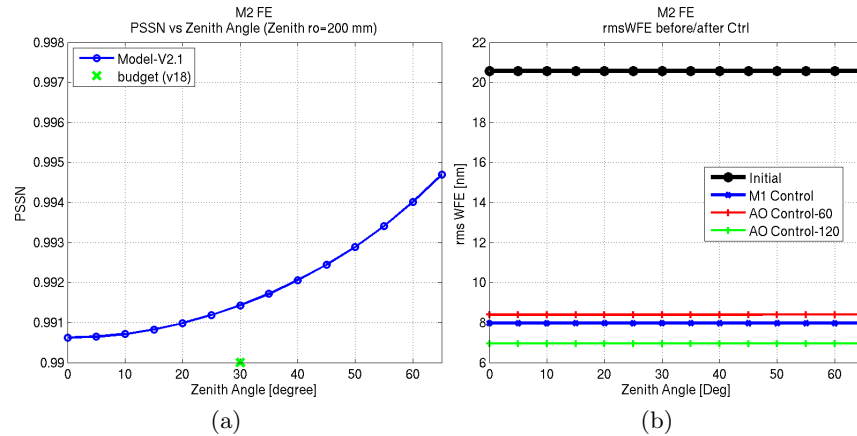 M2 FE
PSSN vs Zenith Angle (Zenith ro=200 mm)
0.998
0.997
0.996
0.995
0.994
0.993
0.992
0.991
0.99
PSSN
Model-V2.1
budget (v18)
0
10
20
30
40
50
60
Zenith Angle [degree]
(a)
M2 FE
rmsWFE before/after Ctrl
22
20
18
16
14
12
10
8
6
rms WFE [nm]
Initial
M1 Control
AO Control-60
AO Control-120
0
10
20
30
40
50
60
Zenith Angle [Deg]
(b)